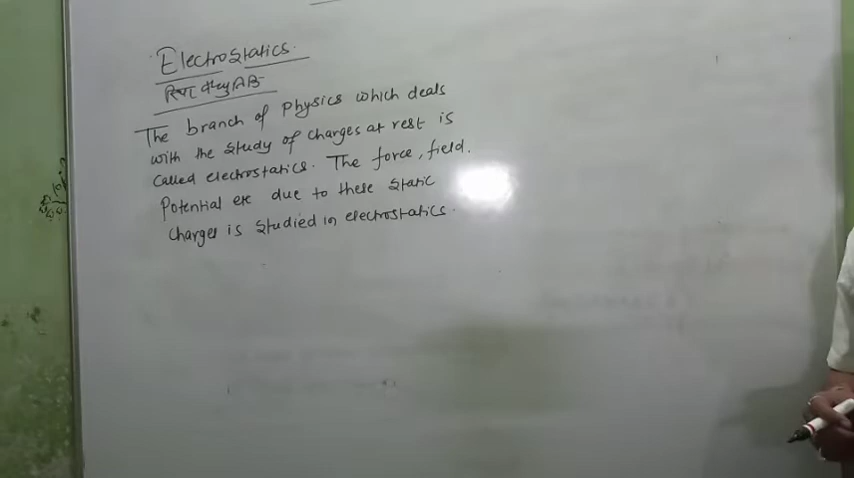 Electrostatics.
स्थिर वैद्युतिकी
The branch of Physics which deals
with the study of charges at rest is
called electrostatics. The force, field.
Potential etc due to these static
charges is studied in electrostatics.